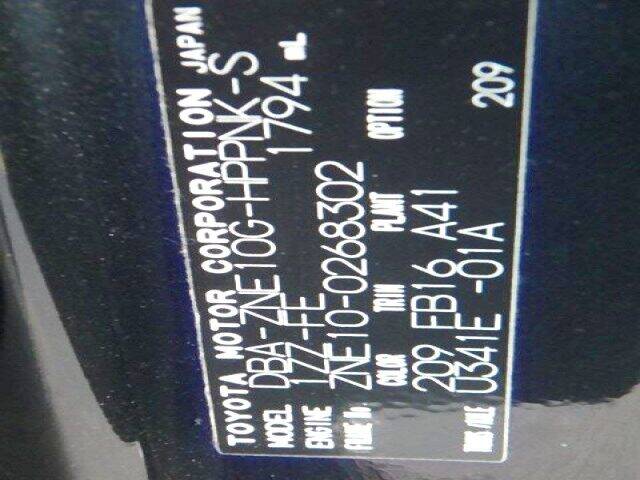 TOYOTA MOTOR CORPORATION JAPAN
MODEL DBA-ZNE10G-HPPNK-S
ENGINE 1ZZ-FE 1794 mL
FRAME No ZNE10-0268302
COLOR TRIM PLANT OPTION
209 FB16 A41
TRNS/AXLE U341E -01A 209